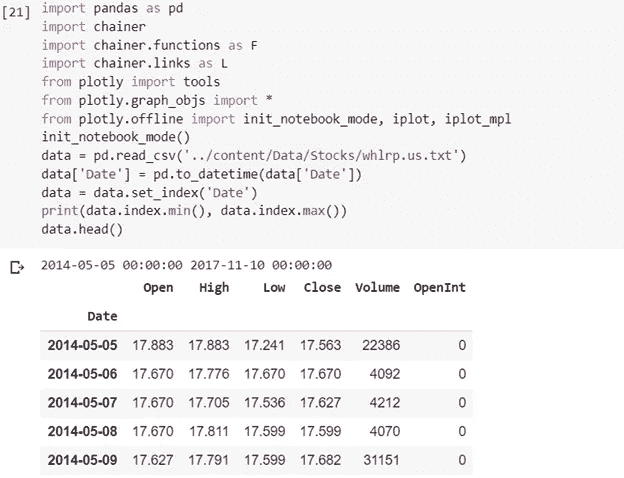 [21] import pandas as pd
import chainer
import chainer.functions as F
import chainer.links as L
from plotly import tools
from plotly.graph_objs import *
from plotly.offline import init_notebook_mode, iplot, iplot_mpl
init_notebook_mode()
data = pd.read_csv('../content/Data/Stocks/whlrp.us.txt')
data['Date'] = pd.to_datetime(data['Date'])
data = data.set_index('Date')
print(data.index.min(), data.index.max())
data.head()
2014-05-05 00:00:00 2017-11-10 00:00:00
Open High Low Close Volume OpenInt
Date
2014-05-05 17.883 17.883 17.241 17.563 22386 0
2014-05-06 17.670 17.776 17.670 17.670 4092 0
2014-05-07 17.670 17.705 17.536 17.627 4212 0
2014-05-08 17.670 17.811 17.599 17.599 4070 0
2014-05-09 17.627 17.791 17.599 17.682 31151 0